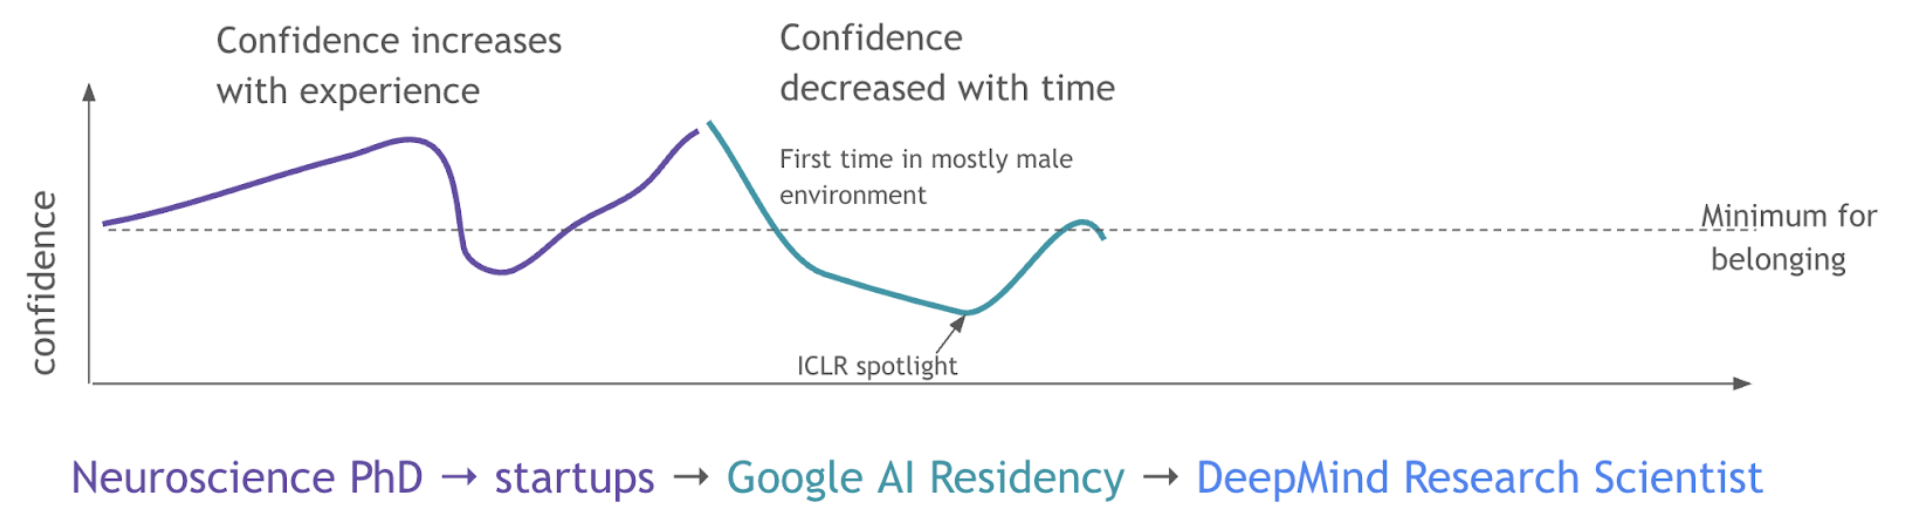 Confidence increases
with experience
Confidence
decreased with time
First time in mostly male
environment
confidence
Minimum for
belonging
ICLR spotlight
Neuroscience PhD → startups → Google AI Residency → DeepMind Research Scientist